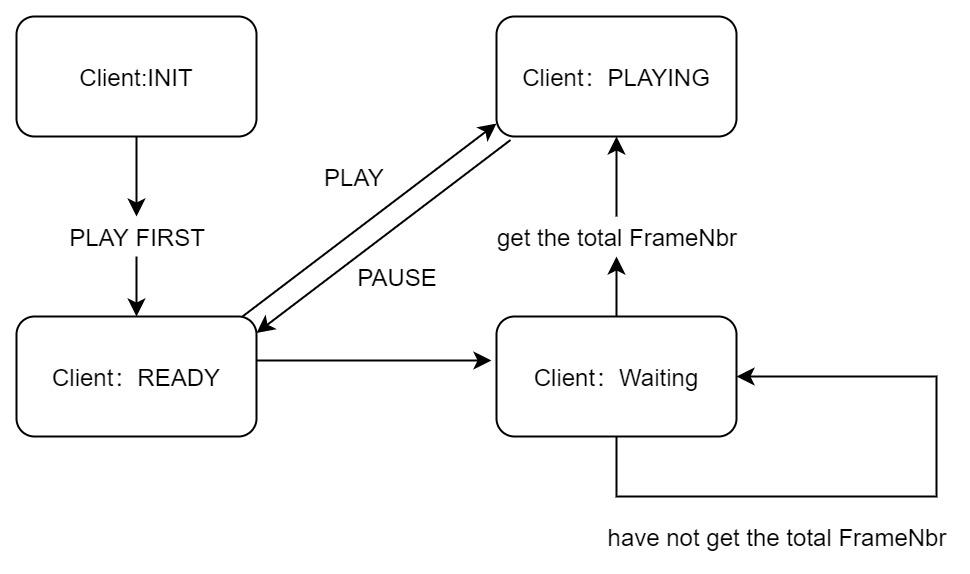 Client:INIT
Client：PLAYING
PLAY
PLAY FIRST
get the total FrameNbr
PAUSE
Client：READY
Client：Waiting
have not get the total FrameNbr